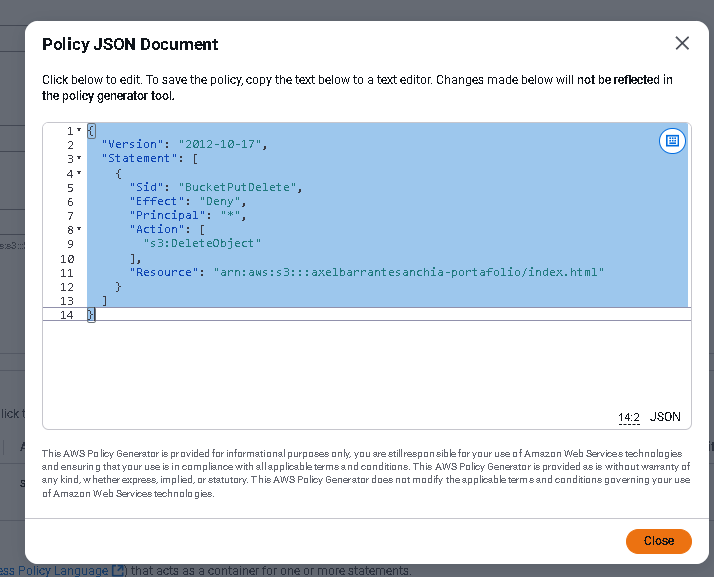 Policy JSON Document
Click below to edit. To save the policy, copy the text below to a text editor. Changes made below will not be reflected in
the policy generator tool.
1 {
2 "Version": "2012-10-17",
3 "Statement": [
4 {
5 "Sid": "BucketPutDelete",
6 "Effect": "Deny",
7 "Principal": "*",
8 "Action": [
9 "s3:DeleteObject"
10 ],
11 "Resource": "arn:aws:s3:::axelbarrantesanchia-portafolio/index.html"
12 }
13 ]
14 }
14:2 JSON
This AWS Policy Generator is provided for informational purposes only, you are still responsible for your use of Amazon Web Services technologies
and ensuring that your use is in compliance with all applicable terms and conditions. This AWS Policy Generator is provided as is without warranty of
any kind, whether express, implied, or statutory. This AWS Policy Generator does not modify the applicable terms and conditions governing your use
of Amazon Web Services technologies.
Close
Policy Language) that acts as a container for one or more statements.